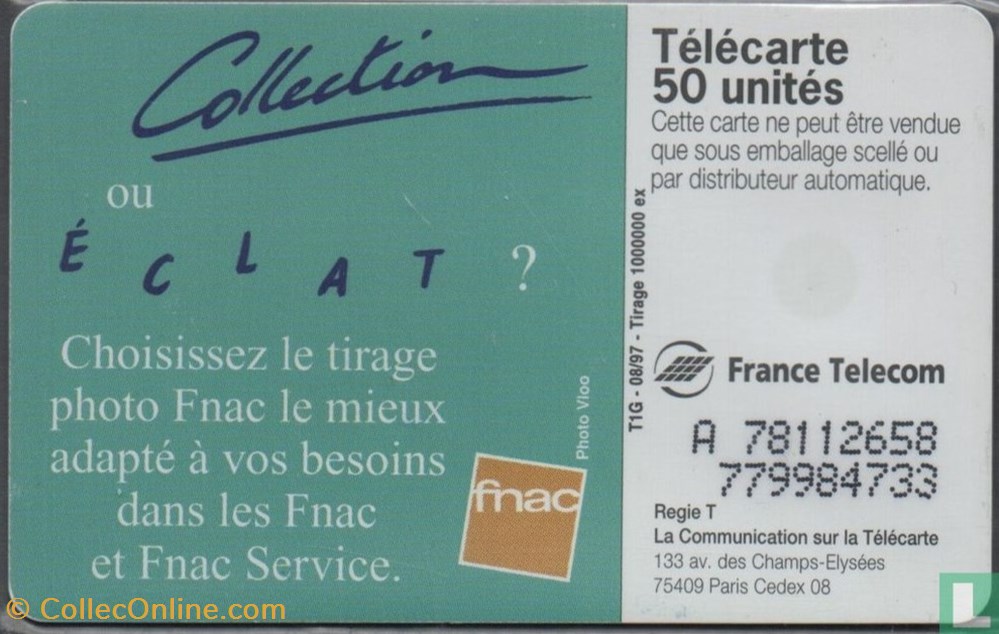 Collection
ou
ÉCLAT ?
Choisissez le tirage
photo Fnac le mieux
adapté à vos besoins
dans les Fnac
et Fnac Service.
fnac
Photo Vloo
T1G - 08/97 - Tirage 1000000 ex
Télécarte
50 unités
Cette carte ne peut être vendue
que sous emballage scellé ou
par distributeur automatique.
France Telecom
A 78112658
779984733
Regie T
La Communication sur la Télécarte
133 av. des Champs-Elysées
75409 Paris Cedex 08
© CollecOnline.com
L